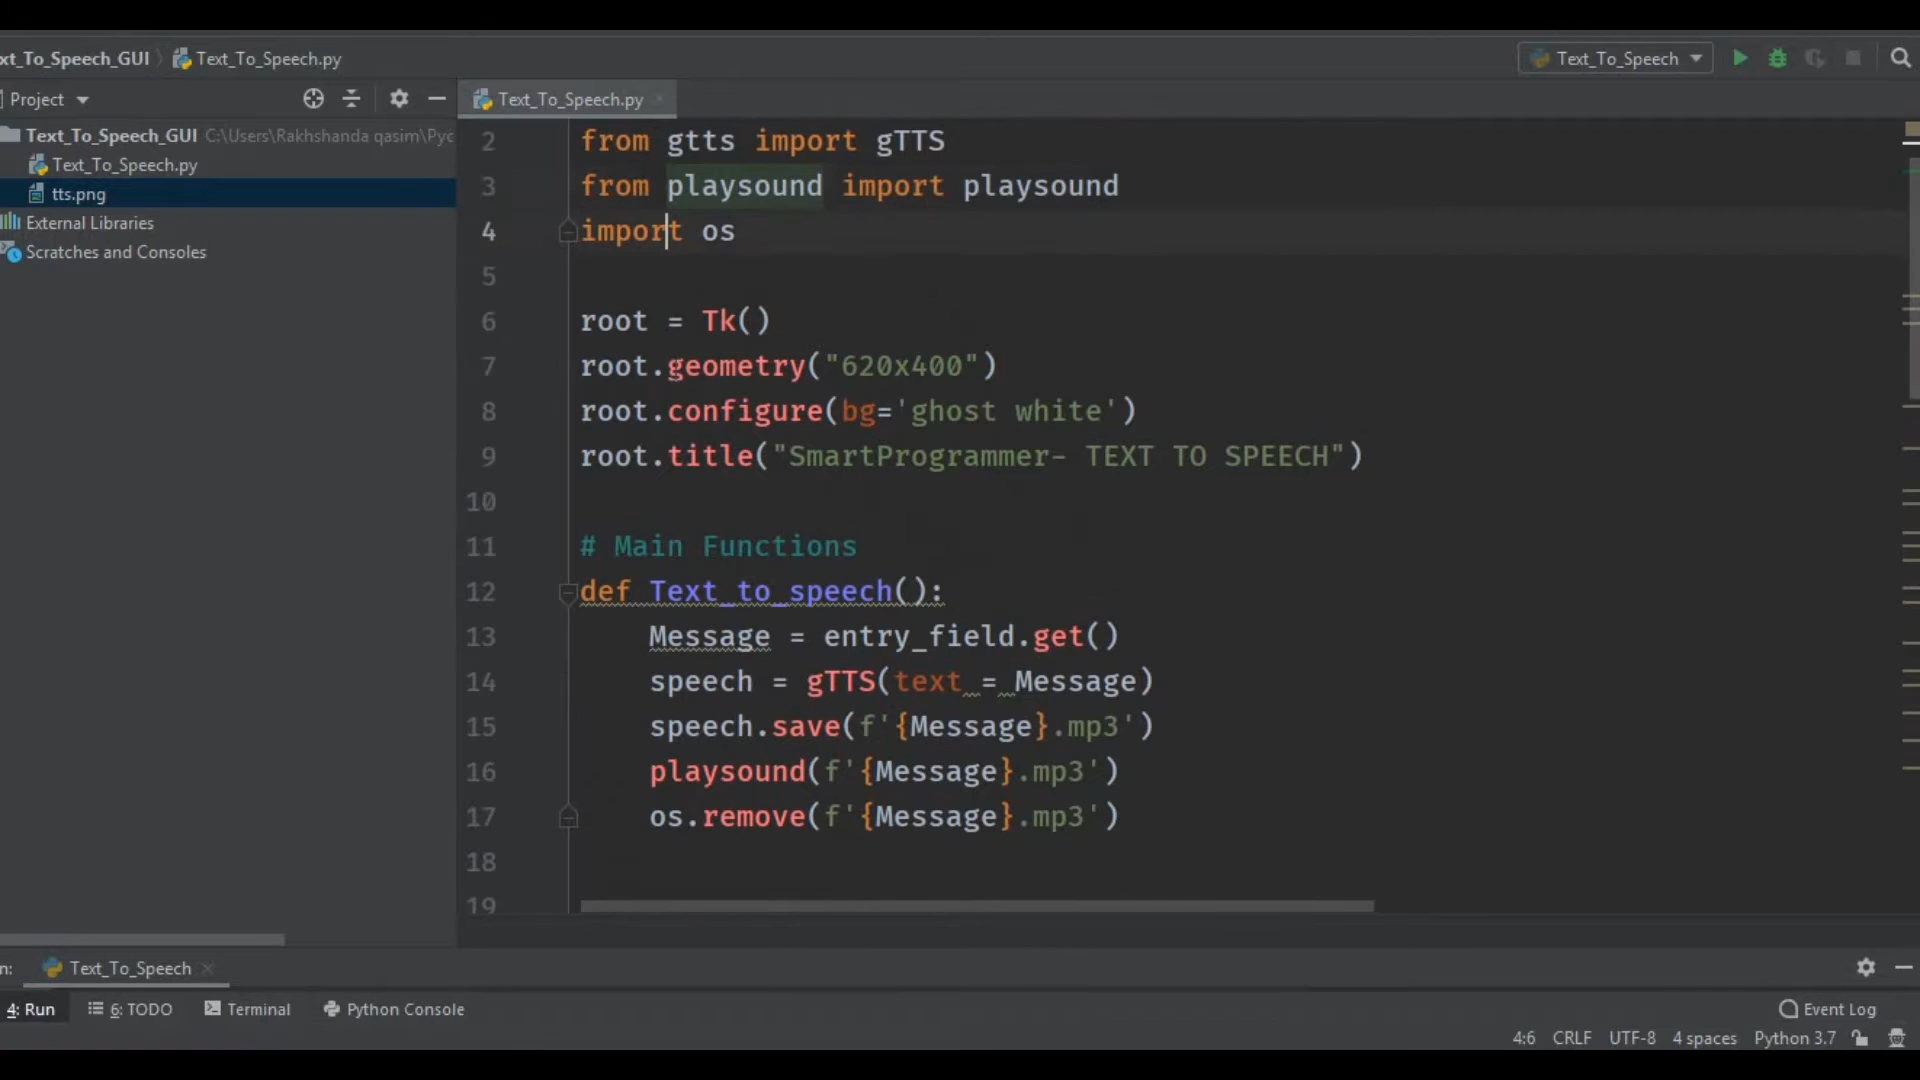 xt_To_Speech_GUI Text_To_Speech.py Text_To_Speech
Project Text_To_Speech.py
Text_To_Speech_GUI C:\Users\Rakhshanda qasim\Pyc
Text_To_Speech.py
tts.png
External Libraries
Scratches and Consoles
2 from gtts import gTTS
3 from playsound import playsound
4 import os
5
6 root = Tk()
7 root.geometry("620x400")
8 root.configure(bg='ghost white')
9 root.title("SmartProgrammer- TEXT TO SPEECH")
10
11 # Main Functions
12 def Text_to_speech():
13 Message = entry_field.get()
14 speech = gTTS(text = Message)
15 speech.save(f'{Message}.mp3')
16 playsound(f'{Message}.mp3')
17 os.remove(f'{Message}.mp3')
18
19
n: Text_To_Speech
4: Run 6: TODO Terminal Python Console Event Log
4:6 CRLF UTF-8 4 spaces Python 3.7